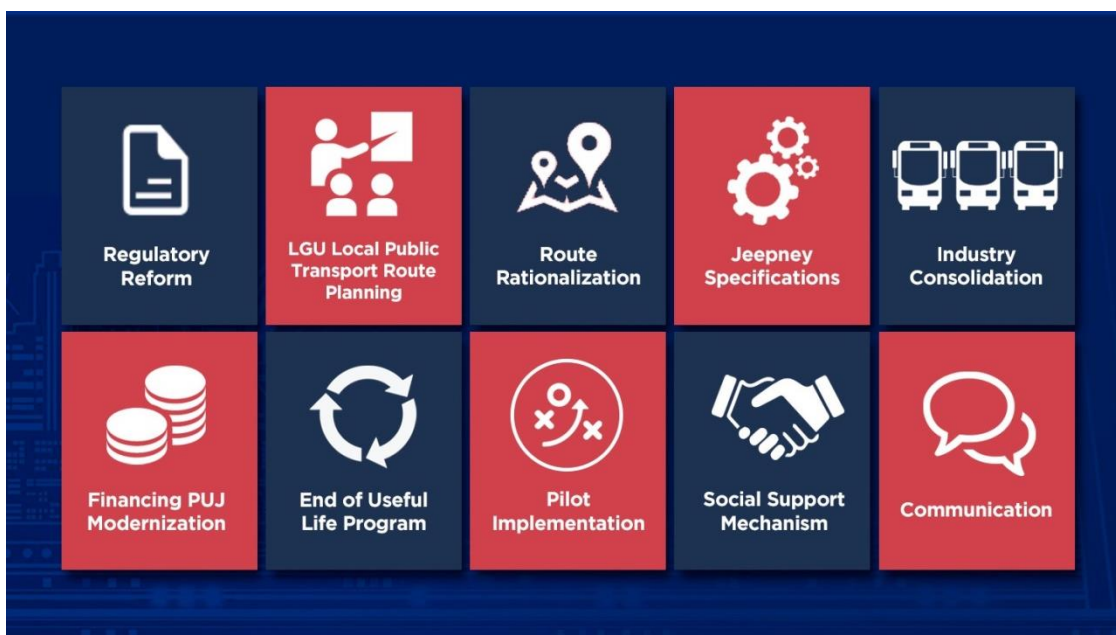 Regulatory
Reform
LGU Local Public
Transport Route
Planning
Route
Rationalization
Jeepney
Specifications
Industry
Consolidation
Financing PUJ
Modernization
End of Useful
Life Program
Pilot
Implementation
Social Support
Mechanism
Communication